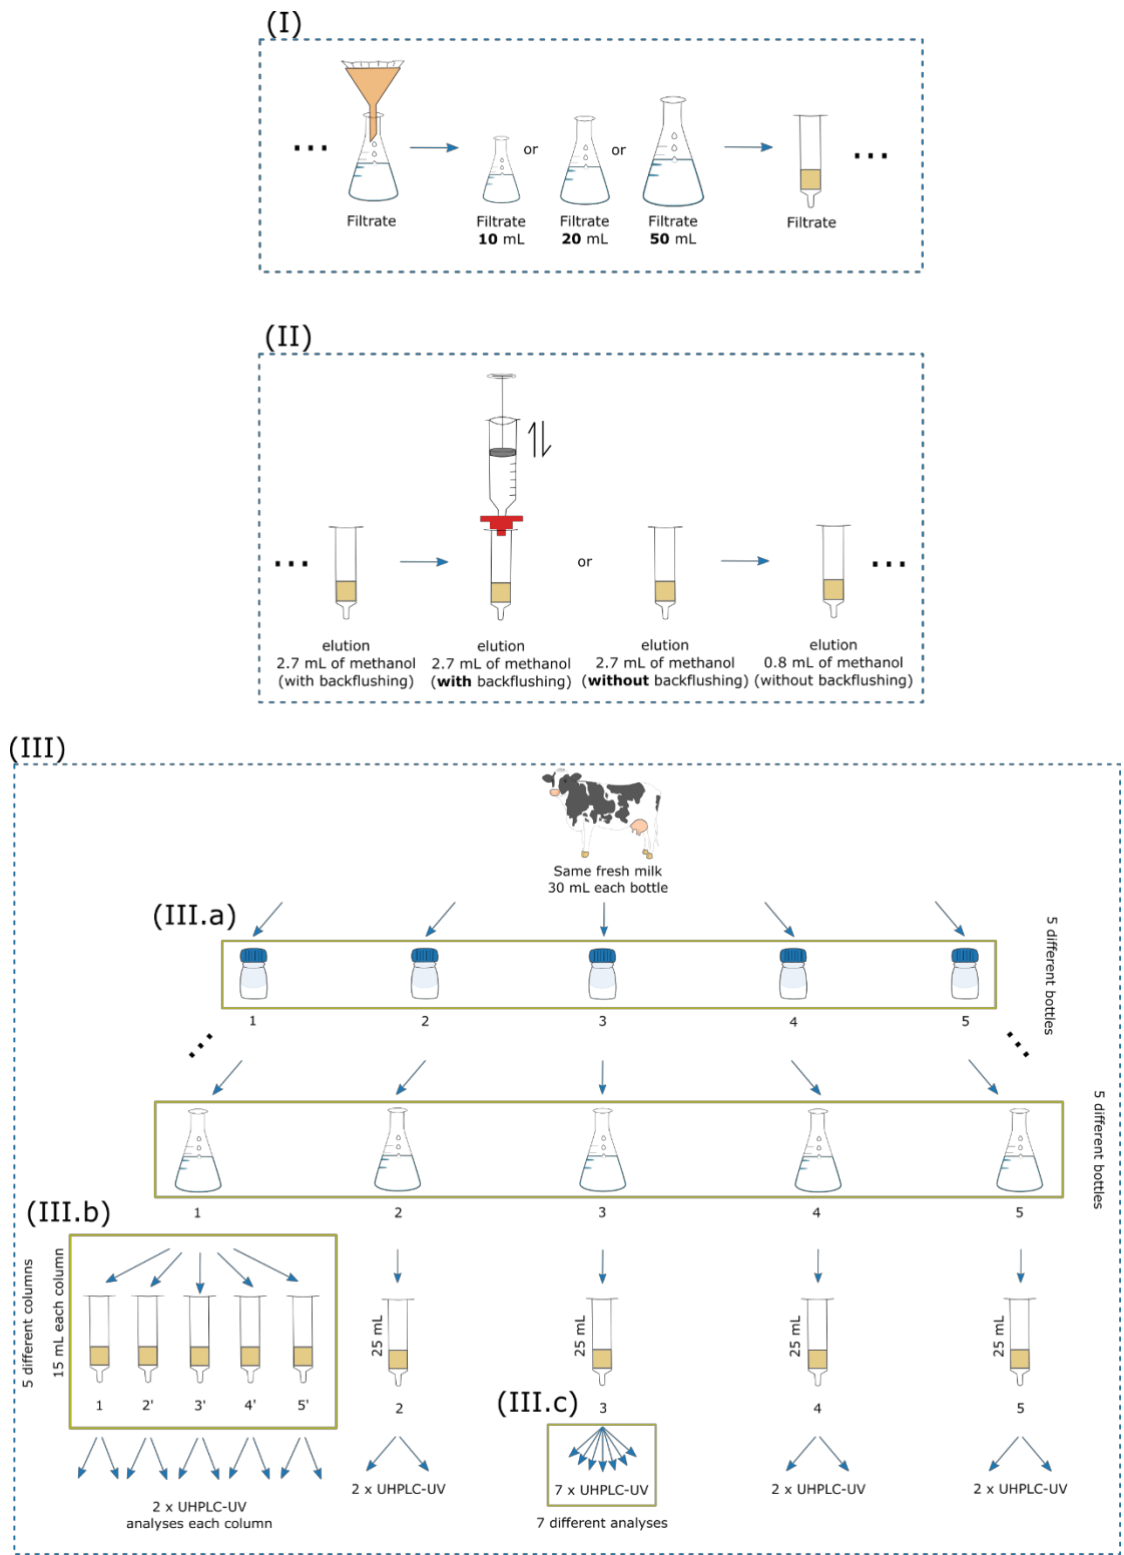 (I)
...
or
or
...
Filtrate
Filtrate
10 mL
Filtrate
20 mL
Filtrate
50 mL
Filtrate
(II)
...
or
...
elution
2.7 mL of methanol
(with backflushing)
elution
2.7 mL of methanol
(with backflushing)
elution
2.7 mL of methanol
(without backflushing)
elution
0.8 mL of methanol
(without backflushing)
(III)
Same fresh milk
30 mL each bottle
(III.a)
5 different bottles
1
2
3
4
5
...
...
5 different bottles
1
2
3
4
5
(III.b)
5 different columns
15 mL each column
25 mL
25 mL
25 mL
25 mL
1
2'
3'
4'
5'
2
3
4
5
(III.c)
2 x UHPLC-UV
analyses each column
2 x UHPLC-UV
7 x UHPLC-UV
7 different analyses
2 x UHPLC-UV
2 x UHPLC-UV